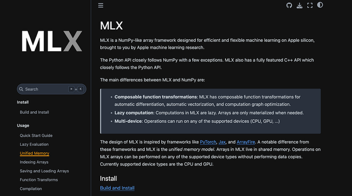 MLX
Search
Install
Build and Install
Usage
Quick Start Guide
Lazy Evaluation
Unified Memory
Indexing Arrays
Saving and Loading Arrays
Function Transforms
Compilation
MLX
MLX is a NumPy-like array framework designed for efficient and flexible machine learning on Apple silicon,
brought to you by Apple machine learning research.
The Python API closely follows NumPy with a few exceptions. MLX also has a fully featured C++ API which
closely follows the Python API.
The main differences between MLX and NumPy are:
• Composable function transformations: MLX has composable function transformations for
automatic differentiation, automatic vectorization, and computation graph optimization.
• Lazy computation: Computations in MLX are lazy. Arrays are only materialized when needed.
• Multi-device: Operations can run on any of the supported devices (CPU, GPU, …)
The design of MLX is inspired by frameworks like PyTorch, Jax, and ArrayFire. A notable difference from
these frameworks and MLX is the unified memory model. Arrays in MLX live in shared memory. Operations on
MLX arrays can be performed on any of the supported device types without performing data copies.
Currently supported device types are the CPU and GPU.
Install
Build and Install